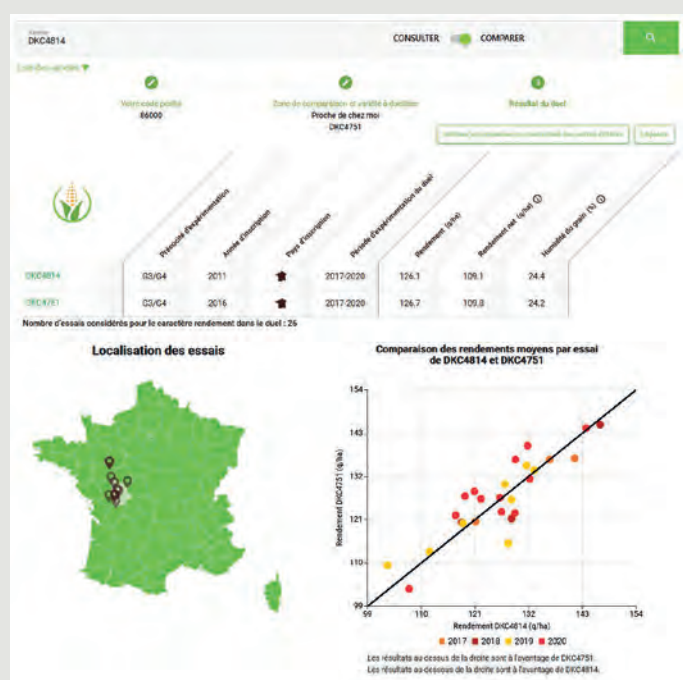 DKC4814
CONSULTER COMPARER
Votre code postal
86000
Zone de comparaison et variété à duelliste
Proche de chez moi
DKC4751
Résultat du duel
Précocité d'expérimentation
Année d'inscription
Pays d'inscription
Période d'expérimentation du duel
Rendement (q/ha)
Rendement net (q/ha)
Humidité du grain (%)
DKC4814 G3/G4 2011 2017-2020 126.1 109.1 24.4
DKC4751 G3/G4 2016 2017-2020 126.7 109.8 24.2
Nombre d'essais considérés pour le caractère rendement dans le duel : 26
Localisation des essais
Comparaison des rendements moyens par essai
de DKC4814 et DKC4751
Rendement DKC4751 (q/ha)
154
143
132
121
110
99
99 110 121 132 143 154
Rendement DKC4814 (q/ha)
2017 2018 2019 2020
Les résultats au-dessus de la droite sont à l'avantage de DKC4751.
Les résultats au-dessous de la droite sont à l'avantage de DKC4814.